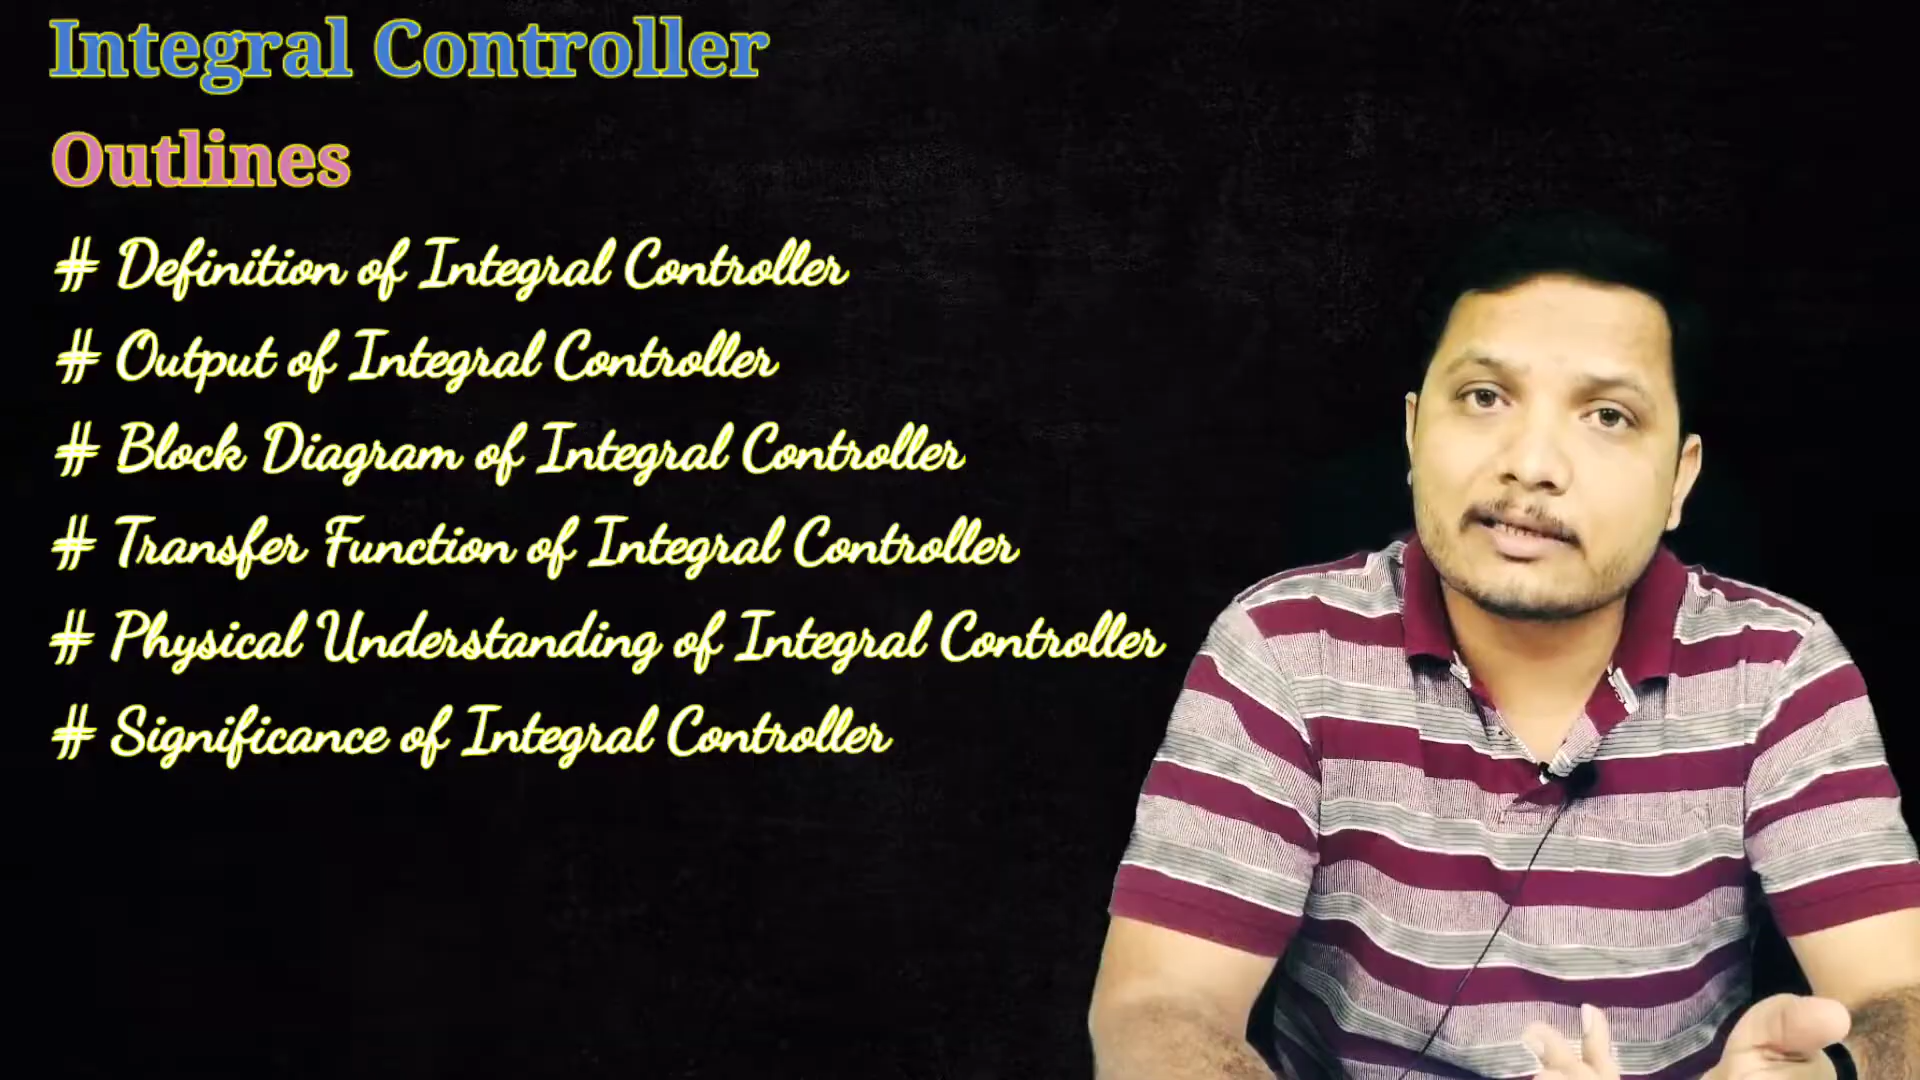 Integral Controller
Outlines
# Definition of Integral Controller
# Output of Integral Controller
# Block Diagram of Integral Controller
# Transfer Function of Integral Controller
# Physical Understanding of Integral Controller
# Significance of Integral Controller